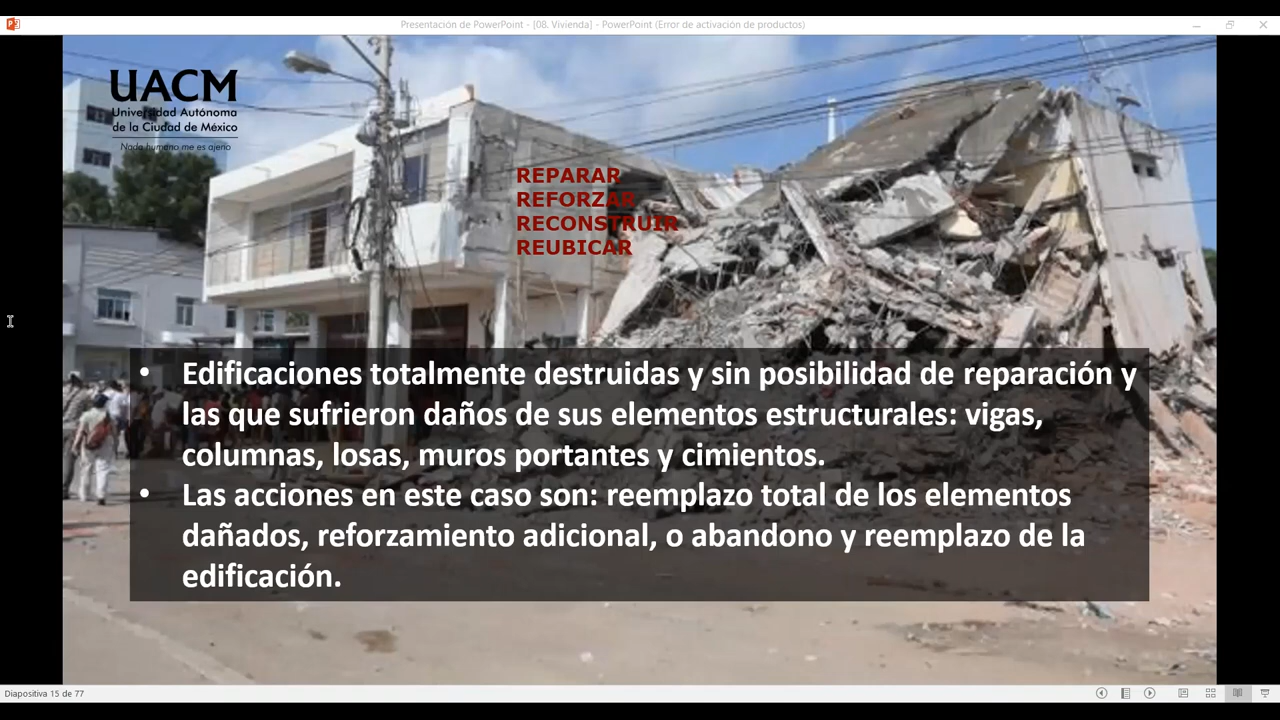 Presentación de PowerPoint - [08. Vivienda] - PowerPoint (Error de activación de productos)
UACM
Universidad Autónoma
de la Ciudad de México
Nada humano me es ajeno
REPARAR
REFORZAR
RECONSTRUIR
REUBICAR
• Edificaciones totalmente destruidas y sin posibilidad de reparación y
las que sufrieron daños de sus elementos estructurales: vigas,
columnas, losas, muros portantes y cimientos.
• Las acciones en este caso son: reemplazo total de los elementos
dañados, reforzamiento adicional, o abandono y reemplazo de la
edificación.
Diapositiva 15 de 77